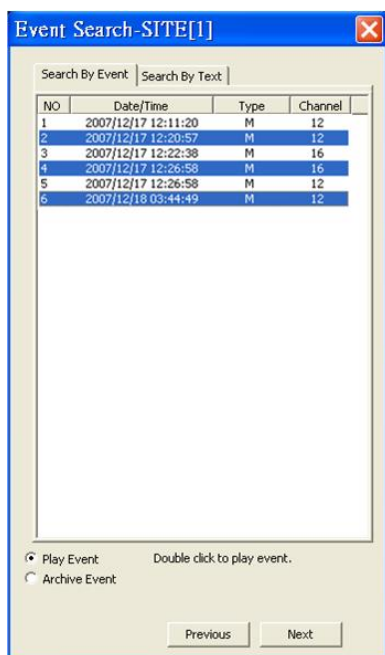 Event Search-SITE[1]
Search By Event Search By Text
NO Date/Time Type Channel
1 2007/12/17 12:11:20 M 12
2 2007/12/17 12:20:57 M 12
3 2007/12/17 12:22:38 M 16
4 2007/12/17 12:26:58 M 16
5 2007/12/17 12:26:58 M 12
6 2007/12/18 03:44:49 M 12
Play Event Double click to play event.
Archive Event
Previous Next